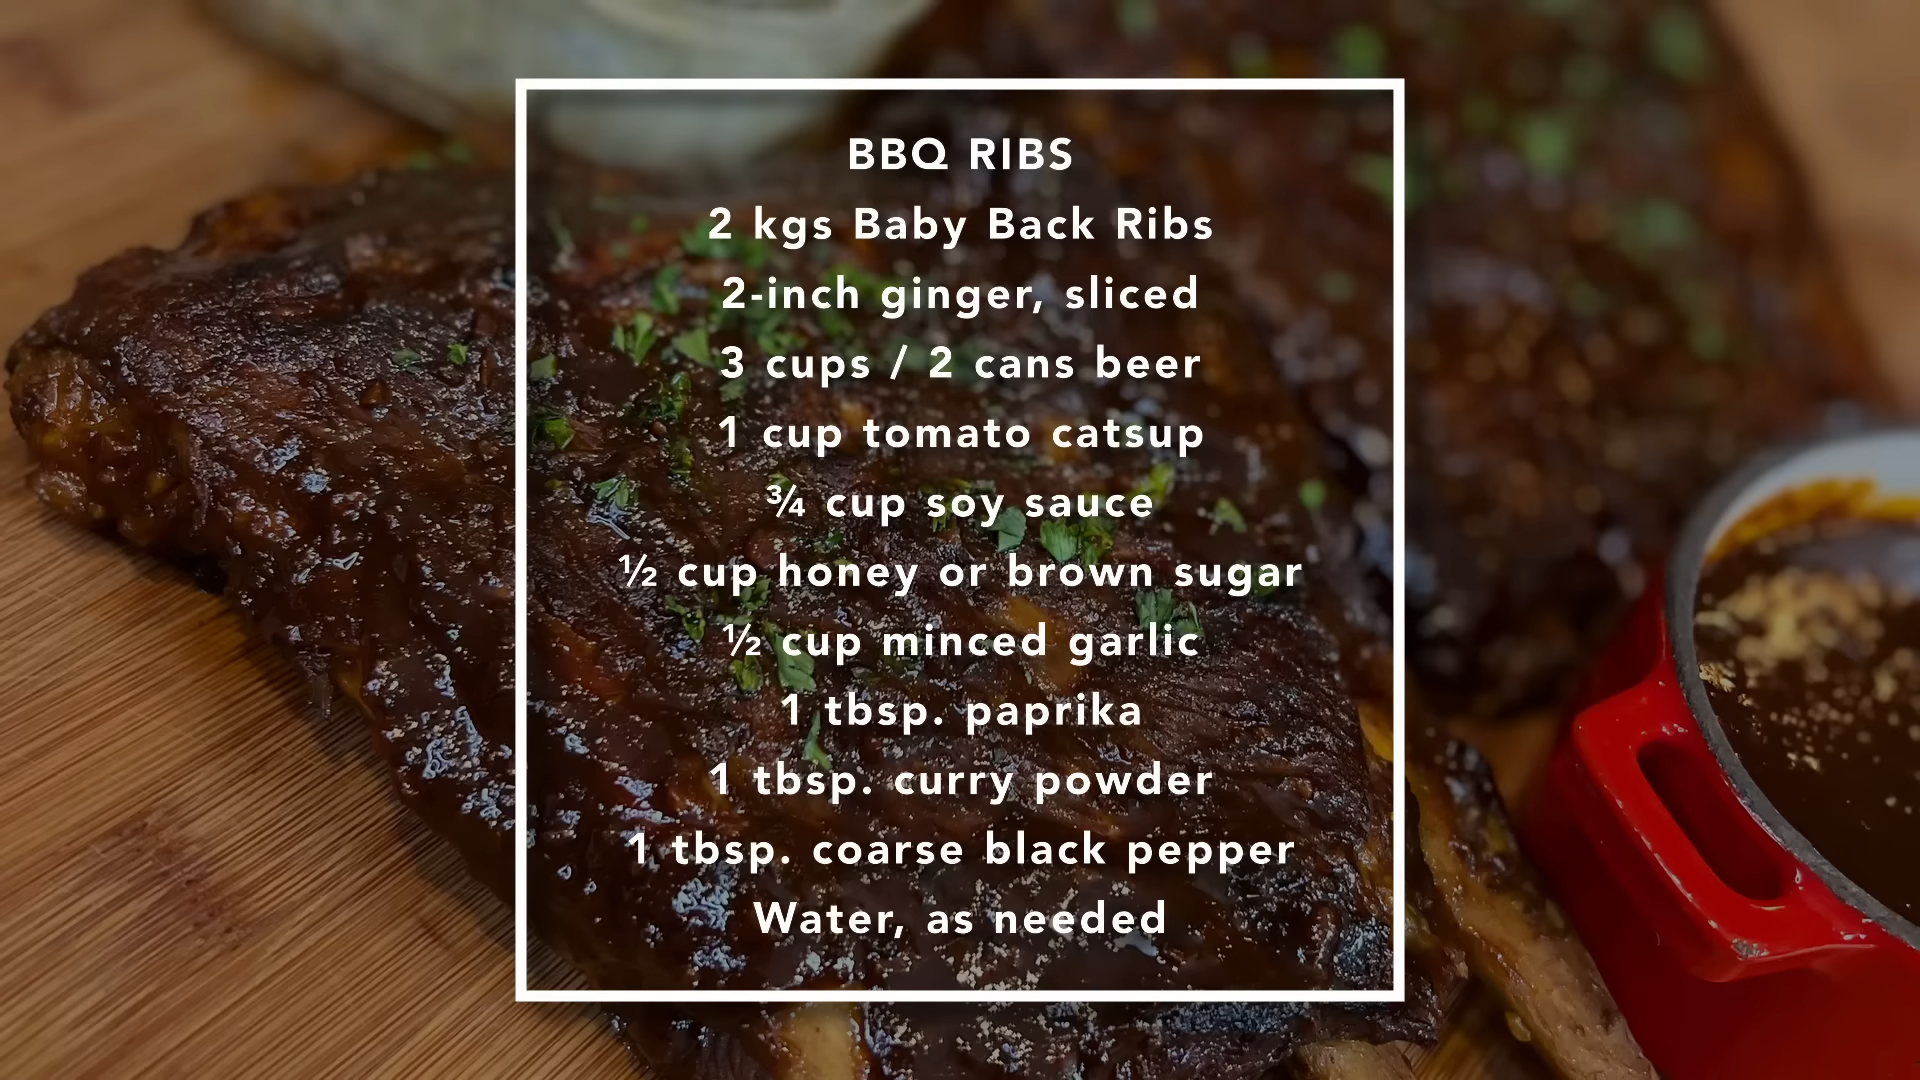 BBQ RIBS
2 kgs Baby Back Ribs
2-inch ginger, sliced
3 cups / 2 cans beer
1 cup tomato catsup
¾ cup soy sauce
½ cup honey or brown sugar
½ cup minced garlic
1 tbsp. paprika
1 tbsp. curry powder
1 tbsp. coarse black pepper
Water, as needed